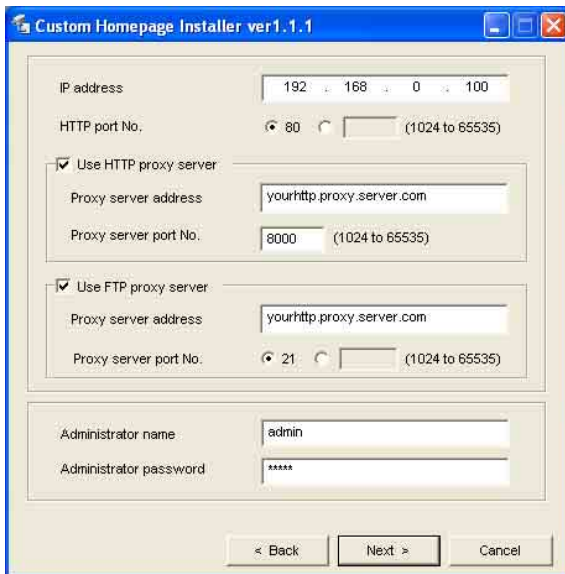 Custom Homepage Installer ver1.1.1
IP address 192 . 168 . 0 . 100
HTTP port No. 80 (1024 to 65535)
Use HTTP proxy server
Proxy server address yourhttp.proxy.server.com
Proxy server port No. 8000 (1024 to 65535)
Use FTP proxy server
Proxy server address yourhttp.proxy.server.com
Proxy server port No. 21 (1024 to 65535)
Administrator name admin
Administrator password *****
< Back Next > Cancel